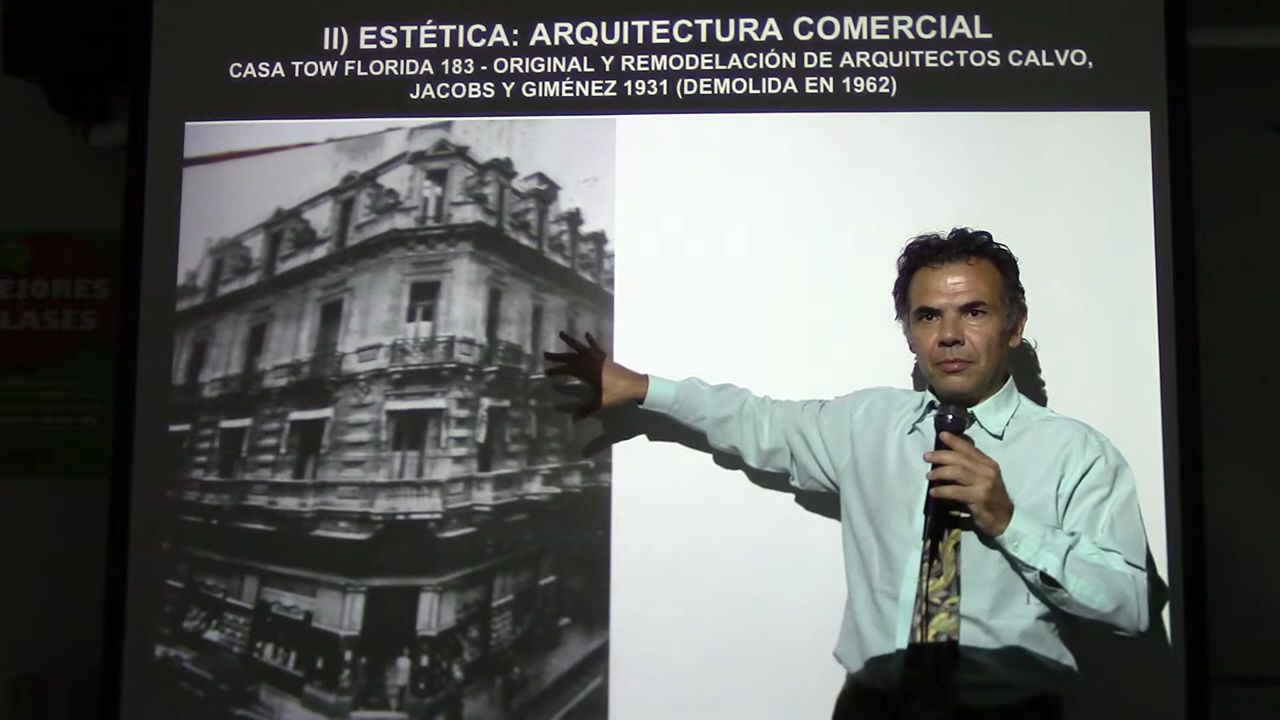 II) ESTÉTICA: ARQUITECTURA COMERCIAL
CASA TOW FLORIDA 183 - ORIGINAL Y REMODELACIÓN DE ARQUITECTOS CALVO,
JACOBS Y GIMÉNEZ 1931 (DEMOLIDA EN 1962)
EJORES
LASES